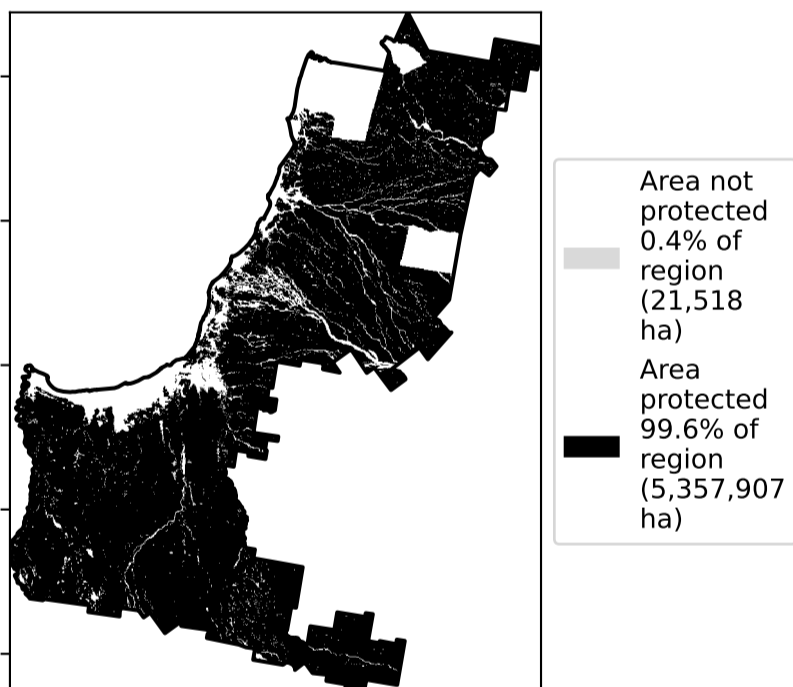 Area not
protected
0.4% of
region
(21,518
ha)
Area
protected
99.6% of
region
(5,357,907
ha)